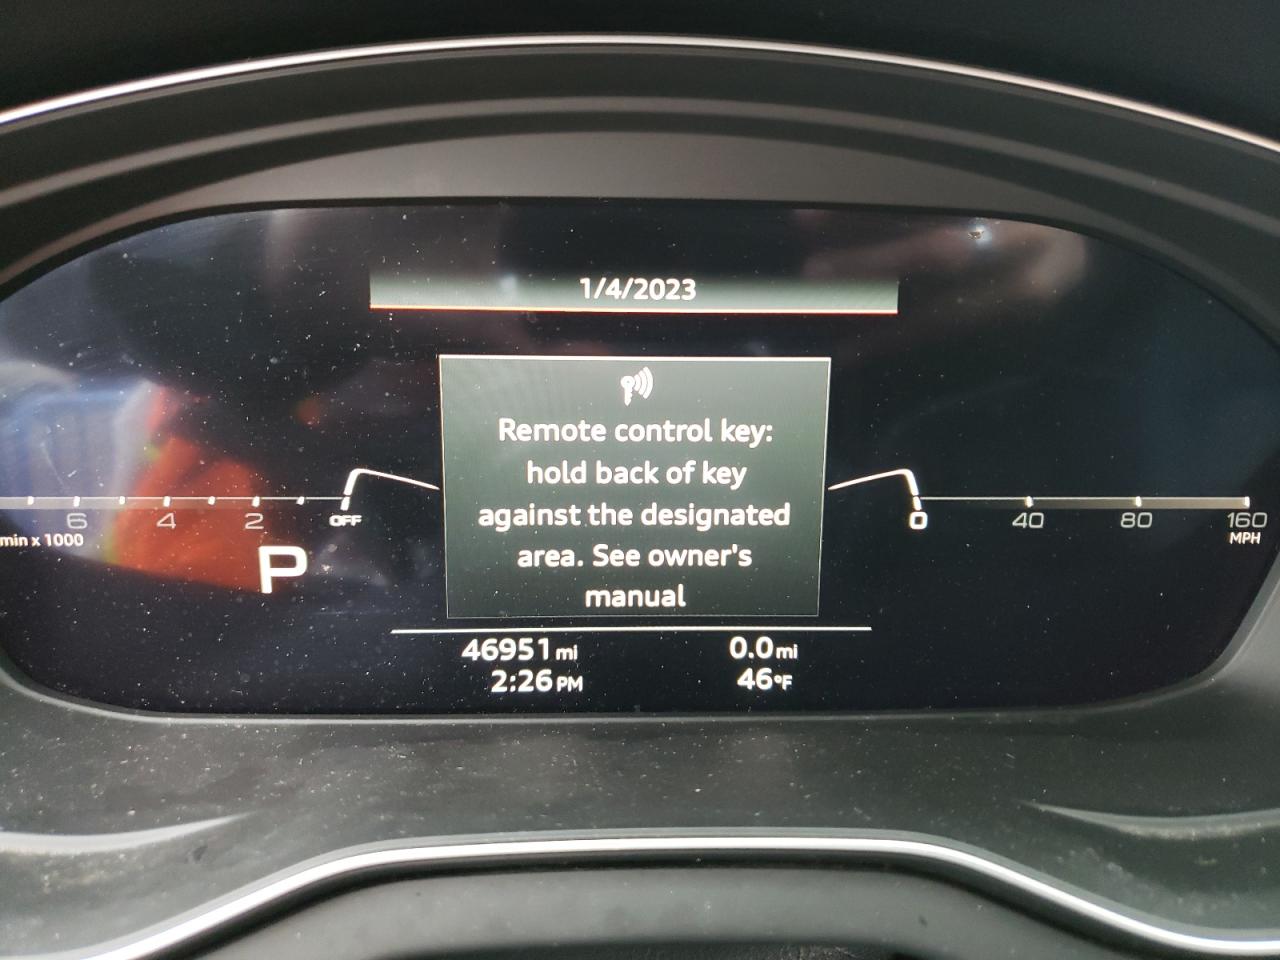 1/4/2023
Remote control key:
hold back of key
against the designated
area. See owner's
manual
6 4 2 OFF
min x 1000
P
0 40 80 160
MPH
46951 mi 0.0 mi
2:26 PM 46°F